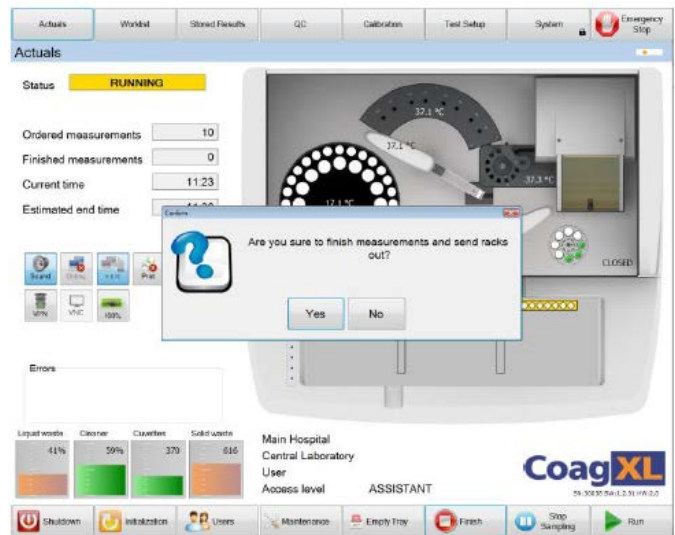 Actuals
Worklist
Stored Results
QC
Calibration
Test Setup
System
Emergency
Stop
Actuals
Status
RUNNING
Ordered measurements
10
Finished measurements
0
Current time
11:23
Estimated end time
37.1 °C
37.1 °C
37.3 °C
CLOSED
Confirm
Are you sure to finish measurements and send racks
out?
Yes
No
Sound
Print
VPN
VNC
100%
Errors
Liquid waste
Cleaner
Cuvettes
Solid waste
41%
59%
370
616
Main Hospital
Central Laboratory
User
Access level
ASSISTANT
Coag XL
Shutdown
Initialization
Users
Maintenance
Empty Tray
Finish
Stop
Sampling
Run